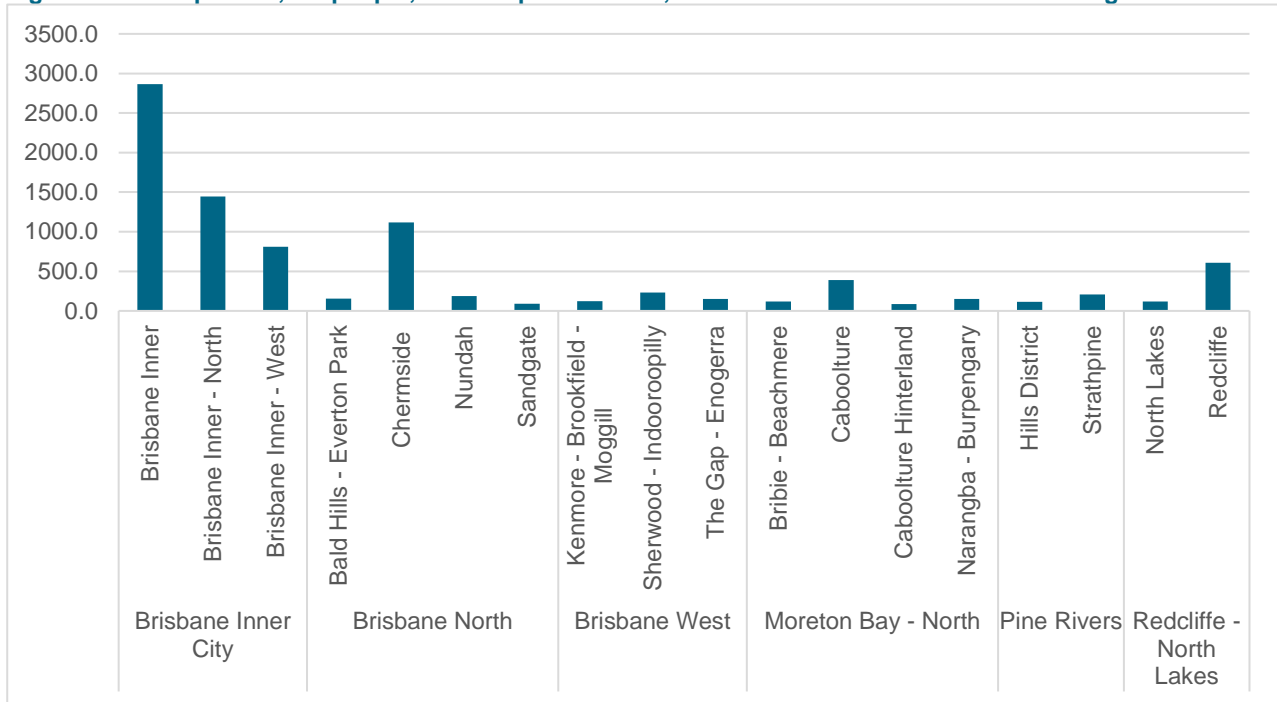 3500.0
3000.0
2500.0
2000.0
1500.0
1000.0
500.0
0.0
Brisbane Inner
Brisbane Inner - North
Brisbane Inner - West
Bald Hills - Everton Park
Chermside
Nundah
Sandgate
Kenmore - Brookfield -
Moggill
Sherwood - Indooroopilly
The Gap - Enogerra
Bribie - Beachmere
Caboolture
Caboolture Hinterland
Narangba - Burpengary
Hills District
Strathpine
North Lakes
Redcliffe
Brisbane Inner
City
Brisbane North
Brisbane West
Moreton Bay - North
Pine Rivers
Redcliffe -
North
Lakes